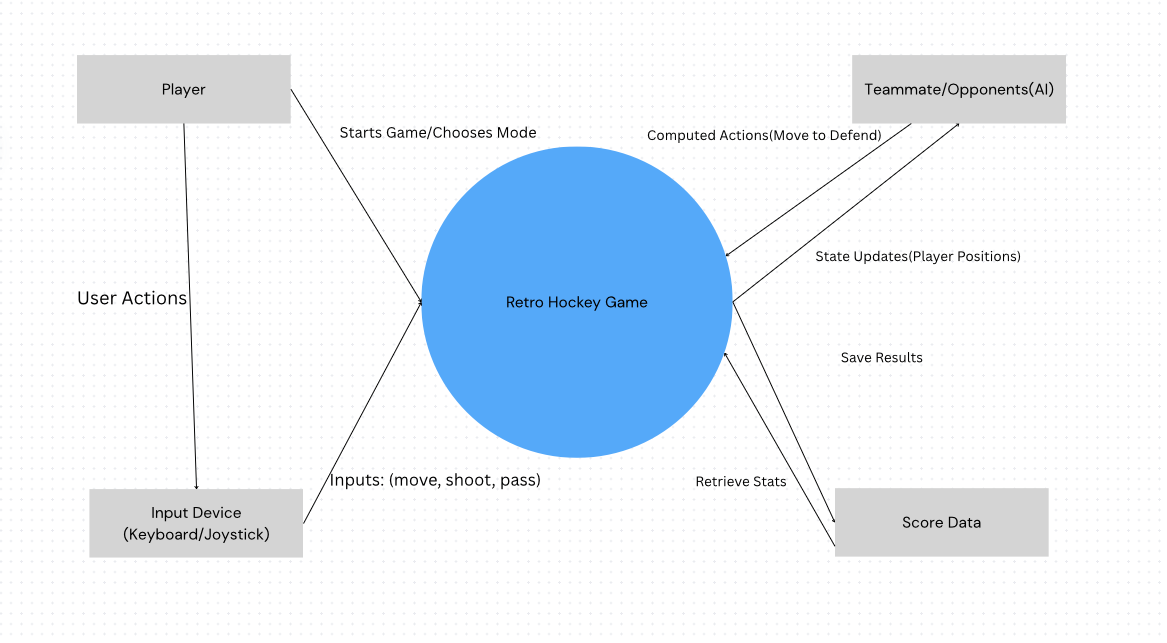 Player
Teammate/Opponents(AI)
Starts Game/Chooses Mode
Computed Actions(Move to Defend)
State Updates(Player Positions)
User Actions
Retro Hockey Game
Save Results
Inputs: (move, shoot, pass)
Retrieve Stats
Input Device
(Keyboard/Joystick)
Score Data